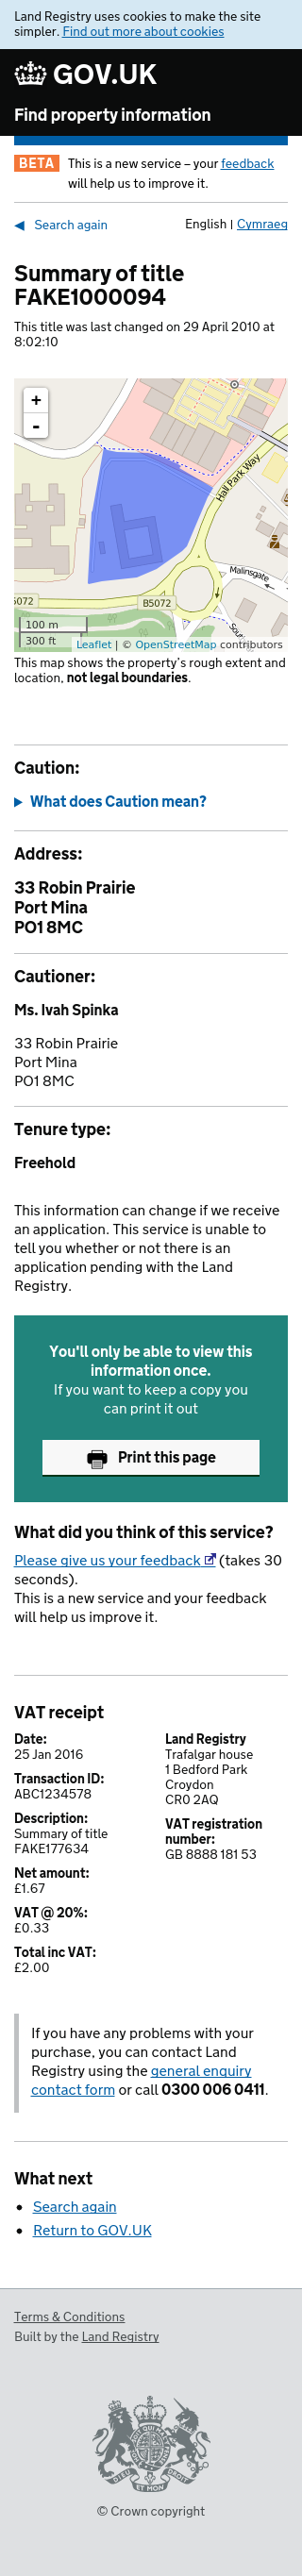 Land Registry uses cookies to make the site
simpler. Find out more about cookies
GOV.UK
Find property information
BETA This is a new service – your feedback
will help us to improve it.
Search again English | Cymraeg
Summary of title
FAKE1000094
This title was last changed on 29 April 2010 at
8:02:10
+
-
Hall Park Way
Malinsgate
B5072
B5072
100 m
300 ft
Leaflet | © OpenStreetMap contributors
This map shows the property's rough extent and
location, not legal boundaries.
Caution:
What does Caution mean?
Address:
33 Robin Prairie
Port Mina
PO1 8MC
Cautioner:
Ms. Ivah Spinka
33 Robin Prairie
Port Mina
PO1 8MC
Tenure type:
Freehold
This information can change if we receive
an application. This service is unable to
tell you whether or not there is an
application pending with the Land
Registry.
You'll only be able to view this
information once.
If you want to keep a copy you
can print it out
Print this page
What did you think of this service?
Please give us your feedback (takes 30
seconds).
This is a new service and your feedback
will help us improve it.
VAT receipt
Date:
25 Jan 2016
Transaction ID:
ABC1234578
Description:
Summary of title
FAKE177634
Net amount:
£1.67
VAT @ 20%:
£0.33
Total inc VAT:
£2.00
Land Registry
Trafalgar house
1 Bedford Park
Croydon
CR0 2AQ
VAT registration
number:
GB 8888 181 53
If you have any problems with your
purchase, you can contact Land
Registry using the general enquiry
contact form or call 0300 006 0411.
What next
Search again
Return to GOV.UK
Terms & Conditions
Built by the Land Registry
DIEU ET MON DROIT
© Crown copyright